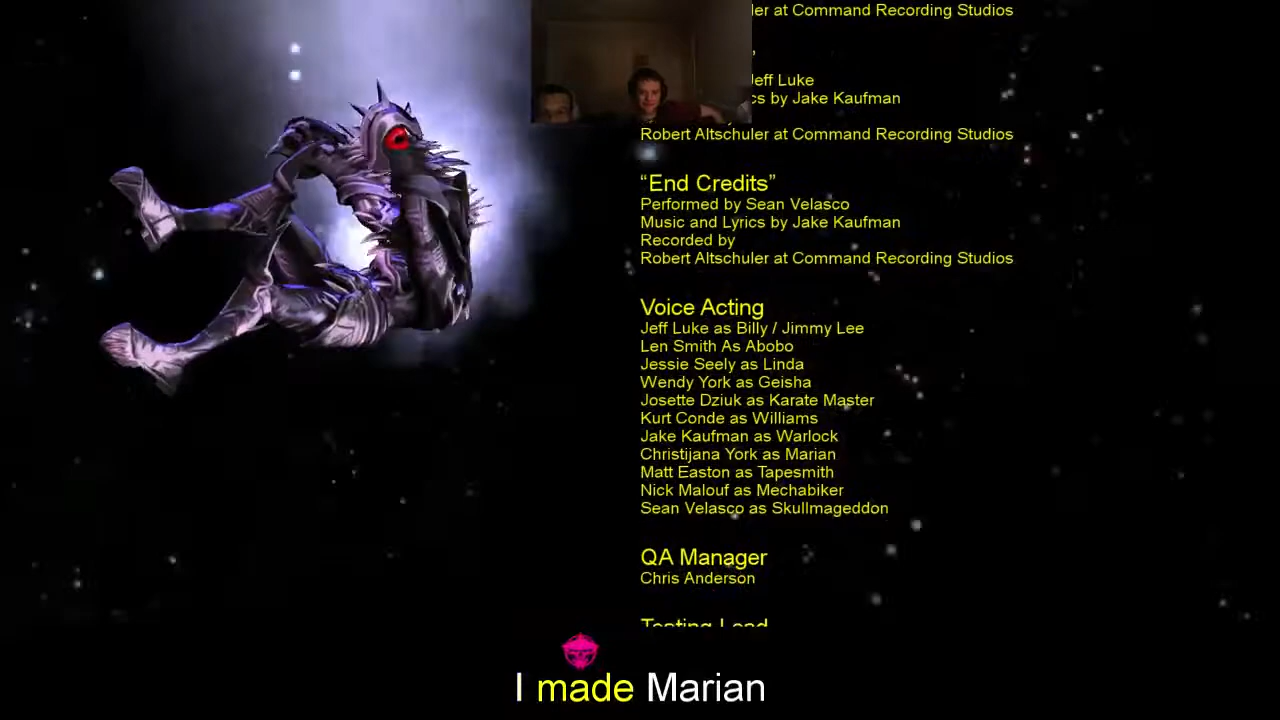 ler at Command Recording Studios
Jeff Luke
cs by Jake Kaufman
Robert Altschuler at Command Recording Studios
“End Credits”
Performed by Sean Velasco
Music and Lyrics by Jake Kaufman
Recorded by
Robert Altschuler at Command Recording Studios
Voice Acting
Jeff Luke as Billy / Jimmy Lee
Len Smith As Abobo
Jessie Seely as Linda
Wendy York as Geisha
Josette Dziuk as Karate Master
Kurt Conde as Williams
Jake Kaufman as Warlock
Christijana York as Marian
Matt Easton as Tapesmith
Nick Malouf as Mechabiker
Sean Velasco as Skullmageddon
QA Manager
Chris Anderson
Testing Lead
I made Marian